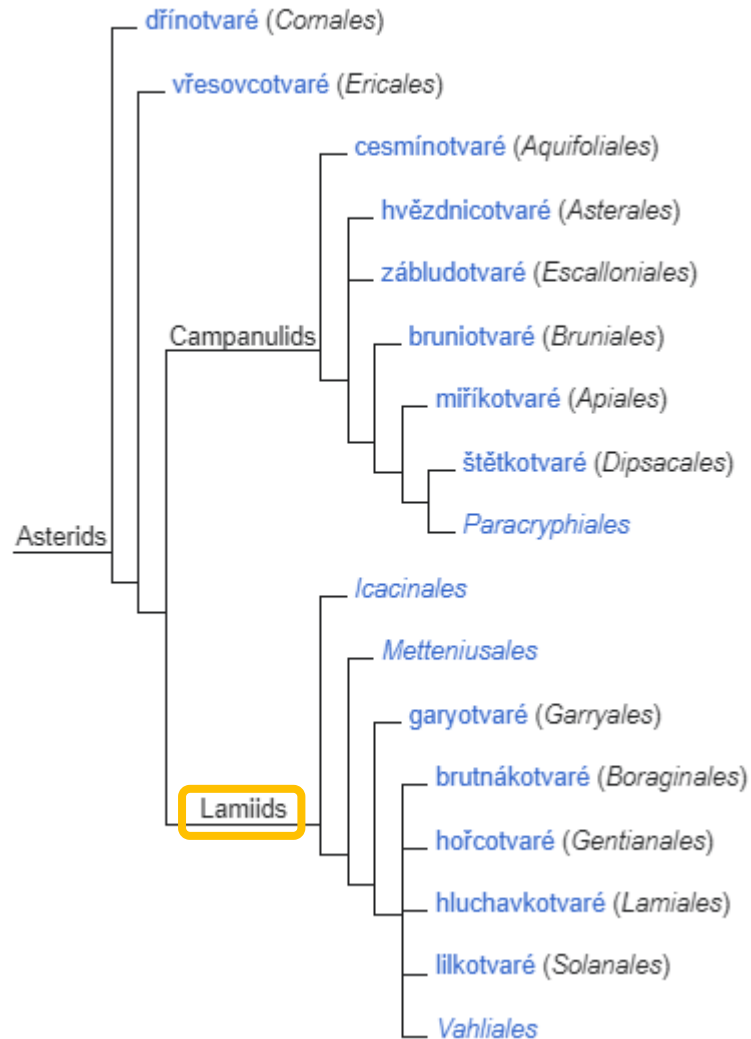 dřínotvaré (Cornales)
vřesovcotvaré (Ericales)
cesmínotvaré (Aquifoliales)
hvězdnicotvaré (Asterales)
zábludotvaré (Escalloniales)
Campanulids
bruniotvaré (Bruniales)
miříkotvaré (Apiales)
štětkotvaré (Dipsacales)
Paracryphiales
Asterids
Icacinales
Metteniusales
garyotvaré (Garryales)
brutnákotvaré (Boraginales)
Lamiids
hořcotvaré (Gentianales)
hluchavkotvaré (Lamiales)
lilkotvaré (Solanales)
Vahliales